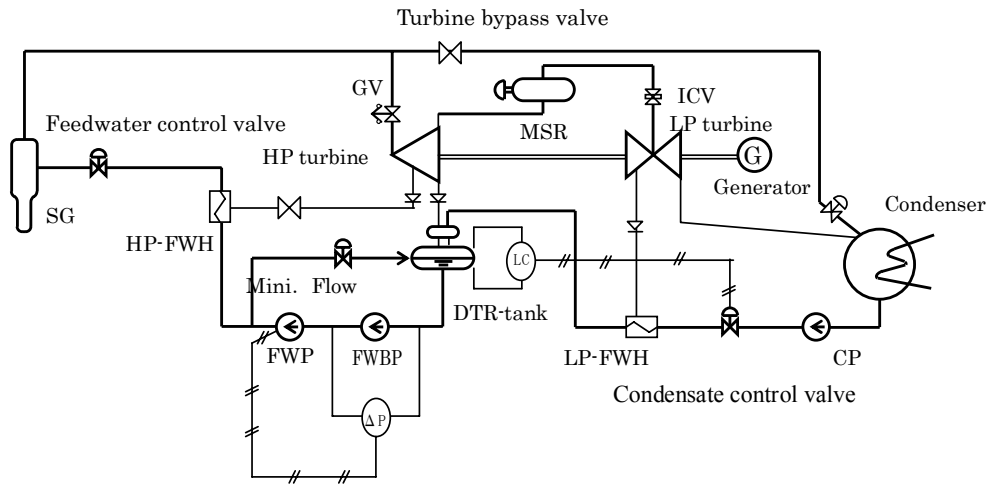 Turbine bypass valve
GV
ICV
MSR
LP turbine
Feedwater control valve
HP turbine
G
Generator
SG
Condenser
HP-FWH
LC
Mini. Flow
DTR-tank
FWP
FWBP
LP-FWH
CP
Condensate control valve
ΔP